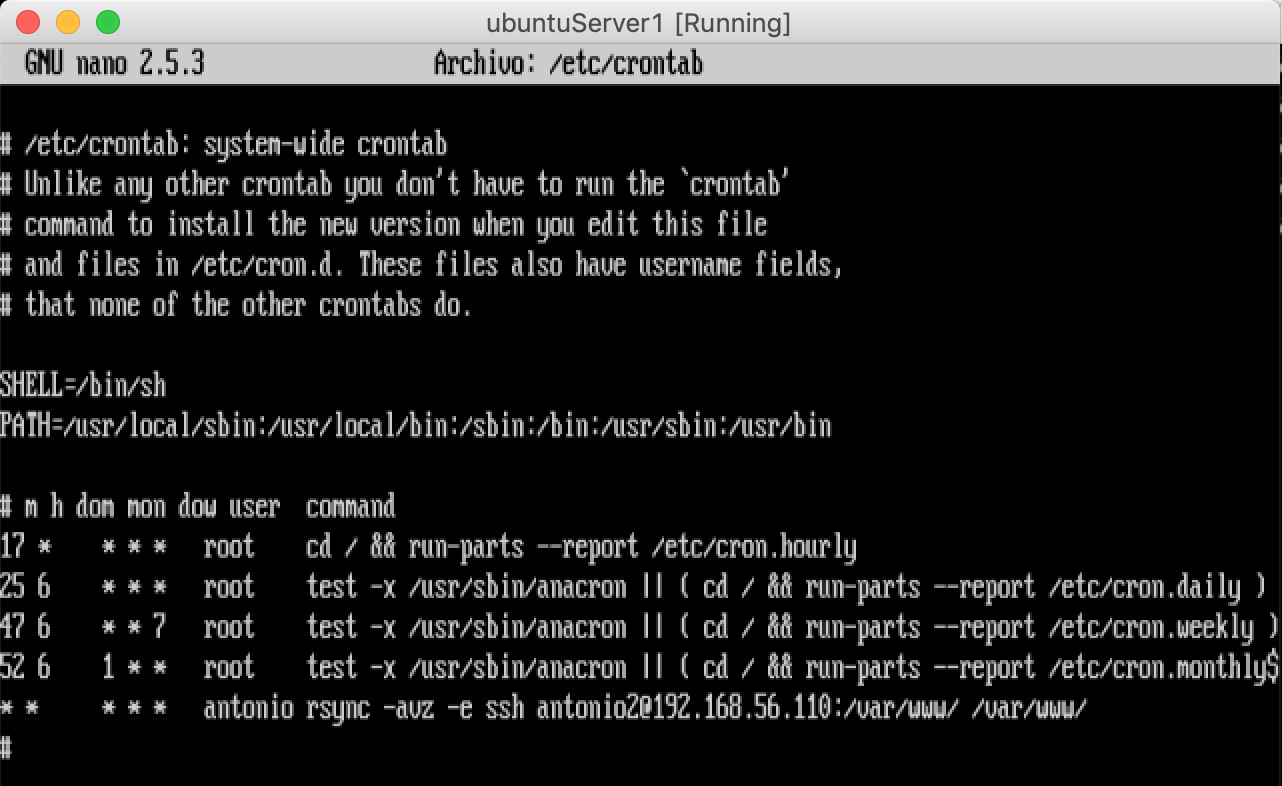 ubuntuServer1 [Running]
GNU nano 2.5.3 Archivo: /etc/crontab
# /etc/crontab: system-wide crontab
# Unlike any other crontab you don't have to run the `crontab'
# command to install the new version when you edit this file
# and files in /etc/cron.d. These files also have username fields,
# that none of the other crontabs do.
SHELL=/bin/sh
PATH=/usr/local/sbin:/usr/local/bin:/sbin:/bin:/usr/sbin:/usr/bin
# m h dom mon dow user  command
17 *    * * *   root    cd / && run-parts --report /etc/cron.hourly
25 6    * * *   root    test -x /usr/sbin/anacron || ( cd / && run-parts --report /etc/cron.daily )
47 6    * * 7   root    test -x /usr/sbin/anacron || ( cd / && run-parts --report /etc/cron.weekly )
52 6    1 * *   root    test -x /usr/sbin/anacron || ( cd / && run-parts --report /etc/cron.monthly$
* *     * * *   antonio rsync -avz -e ssh antonio2@192.168.56.110:/var/www/ /var/www/
#